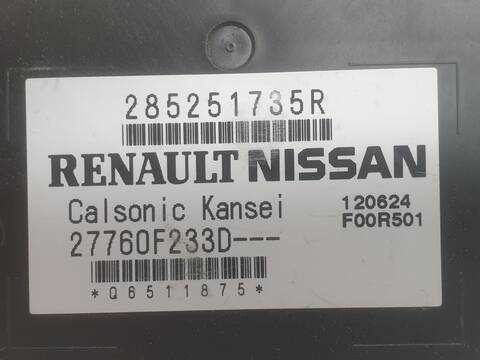 285251735R
RENAULT NISSAN
Calsonic Kansei 120624
27760F233D--- F00R501
*Q6511875*